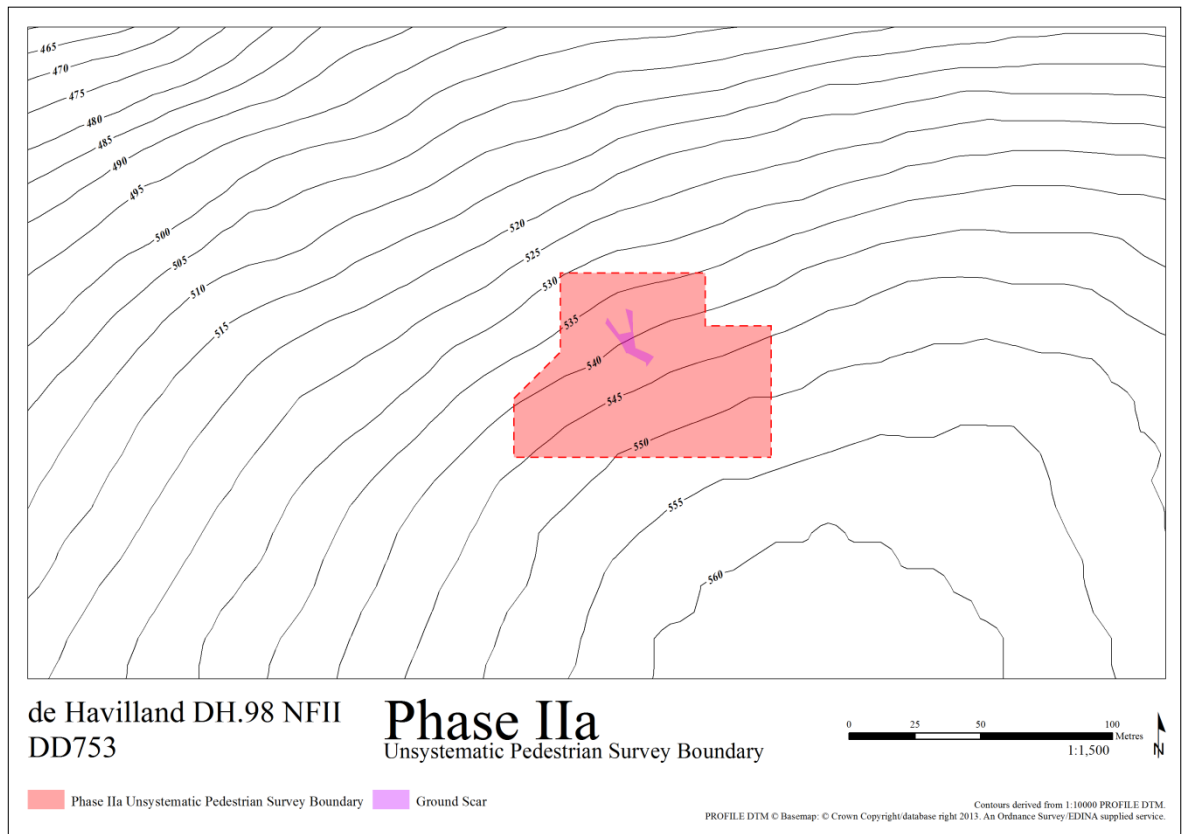 465
470
475
480
485
490
495
500
505
510
515
520
525
530
535
540
545
550
555
560
de Havilland DH.98 NFII
DD753
Phase IIa
Unsystematic Pedestrian Survey Boundary
0 25 50 100
Metres
1:1,500
N
Phase IIa Unsystematic Pedestrian Survey Boundary
Ground Scar
Contours derived from 1:10000 PROFILE DTM.
PROFILE DTM © Basemap: © Crown Copyright/database right 2013. An Ordnance Survey/EDINA supplied service.